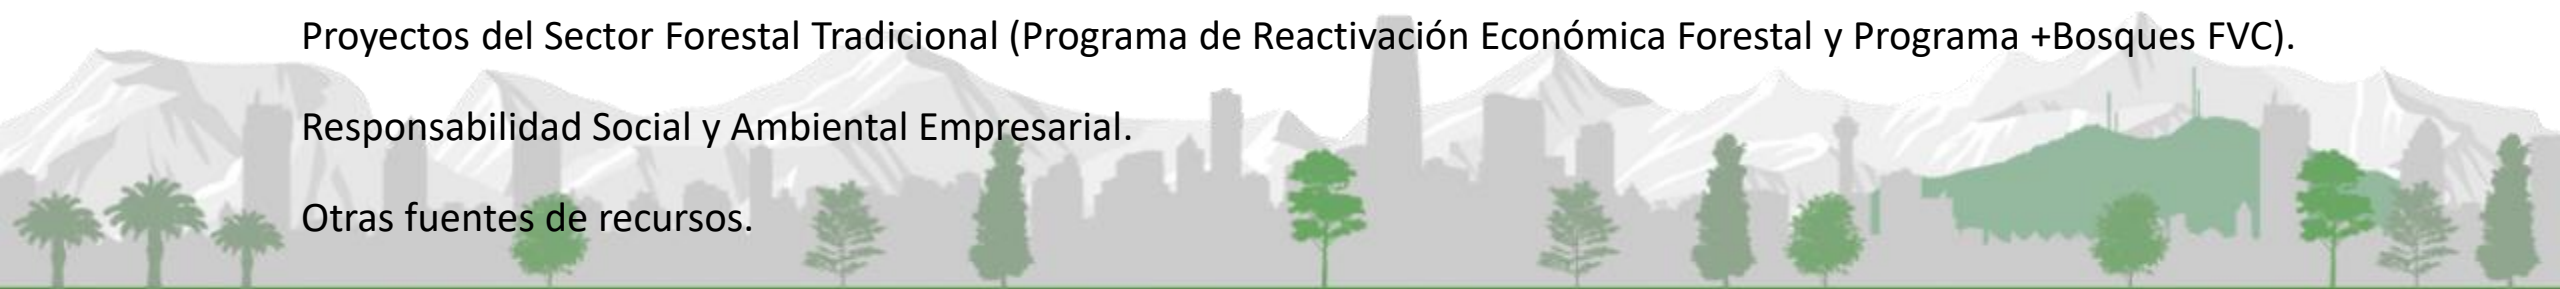 Proyectos del Sector Forestal Tradicional (Programa de Reactivación Económica Forestal y Programa +Bosques FVC).
Responsabilidad Social y Ambiental Empresarial.
Otras fuentes de recursos.